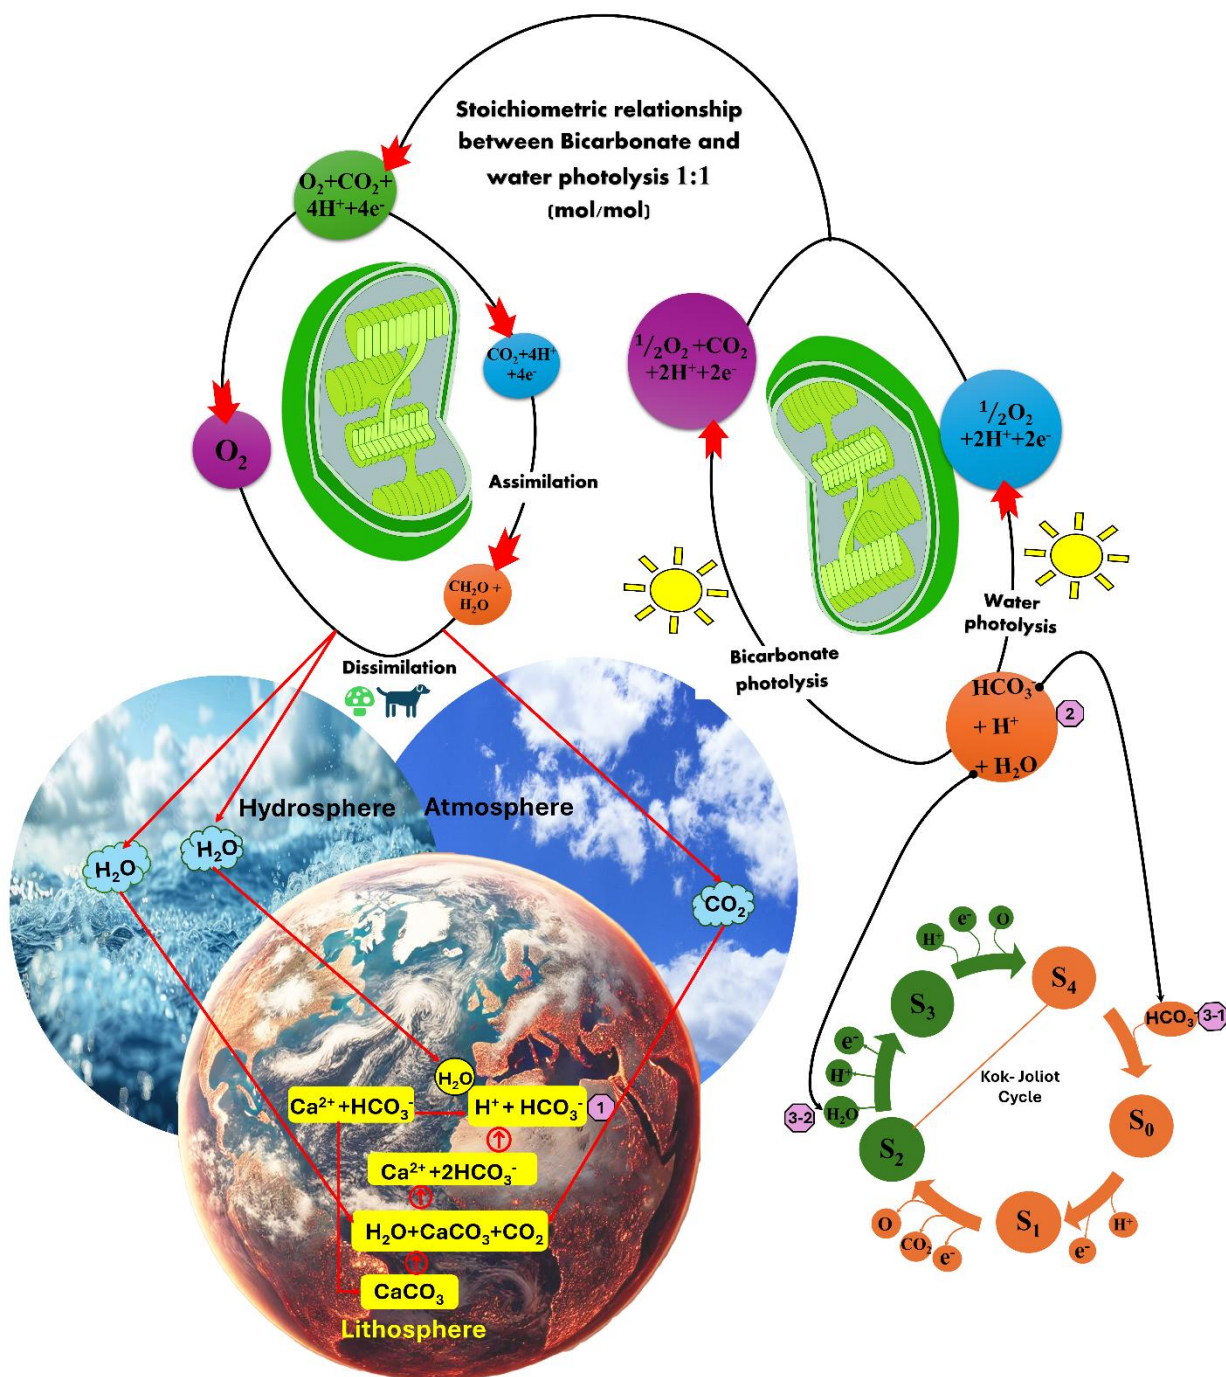 Stoichiometric relationship
between Bicarbonate and
water photolysis 1:1
(mol/mol)
O₂+CO₂+
4H⁺+4e⁻
CO₂+4H⁺
+4e⁻
O₂
Assimilation
CH₂O +
H₂O
Dissimilation
½O₂ +CO₂
+2H⁺+2e⁻
½O₂
+2H⁺+2e⁻
Water
photolysis
Bicarbonate
photolysis
HCO₃⁻
+ H⁺
+ H₂O
2
Hydrosphere
Atmosphere
H₂O
H₂O
CO₂
H₂O
Ca²⁺+HCO₃⁻
H⁺+ HCO₃⁻
1
Ca²⁺+2HCO₃⁻
H₂O+CaCO₃+CO₂
CaCO₃
Lithosphere
H⁺
e⁻
O
S₃
S₄
HCO₃⁻
3-1
e⁻
H⁺
H₂O
3-2
Kok- Joliot
Cycle
S₂
S₀
O
CO₂
e⁻
S₁
e⁻
H⁺